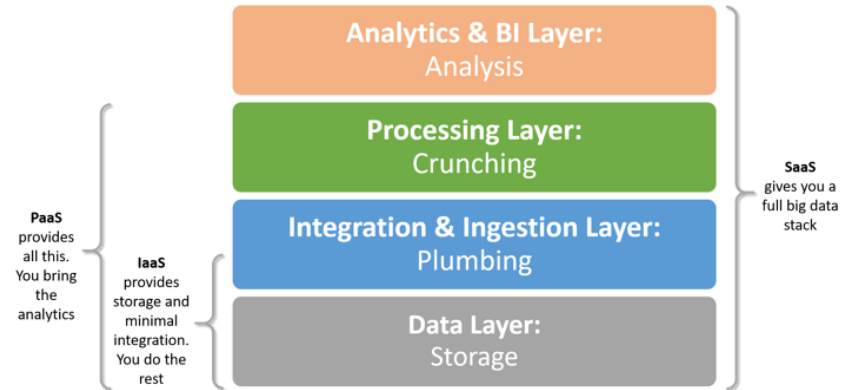 Analytics & BI Layer:
Analysis
Processing Layer:
Crunching
Integration & Ingestion Layer:
Plumbing
Data Layer:
Storage
PaaS
provides
all this.
You bring
the
analytics
IaaS
provides
storage and
minimal
integration.
You do the
rest
SaaS
gives you a
full big data
stack